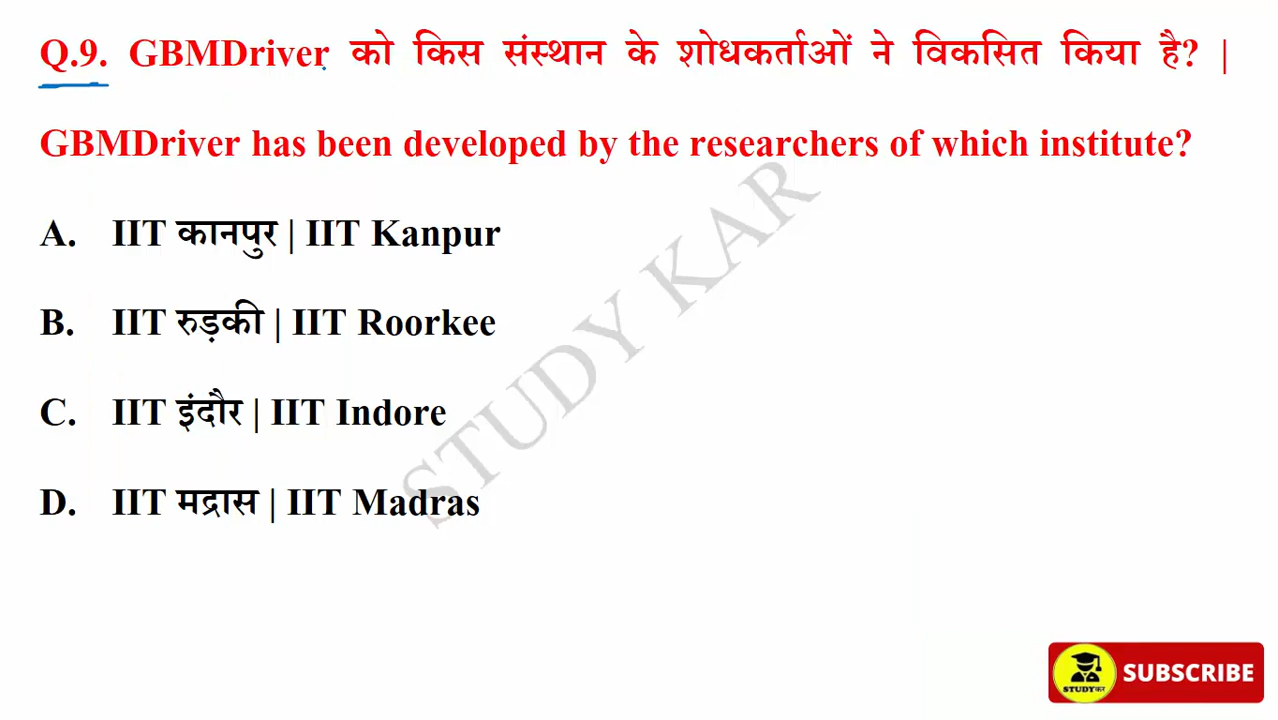 Q.9. GBMDriver को किस संस्थान के शोधकर्ताओं ने विकसित किया है? |
GBMDriver has been developed by the researchers of which institute?
A. IIT कानपुर | IIT Kanpur
B. IIT रुड़की | IIT Roorkee
C. IIT इंदौर | IIT Indore
D. IIT मद्रास | IIT Madras
STUDY KAR
STUDYकर
SUBSCRIBE